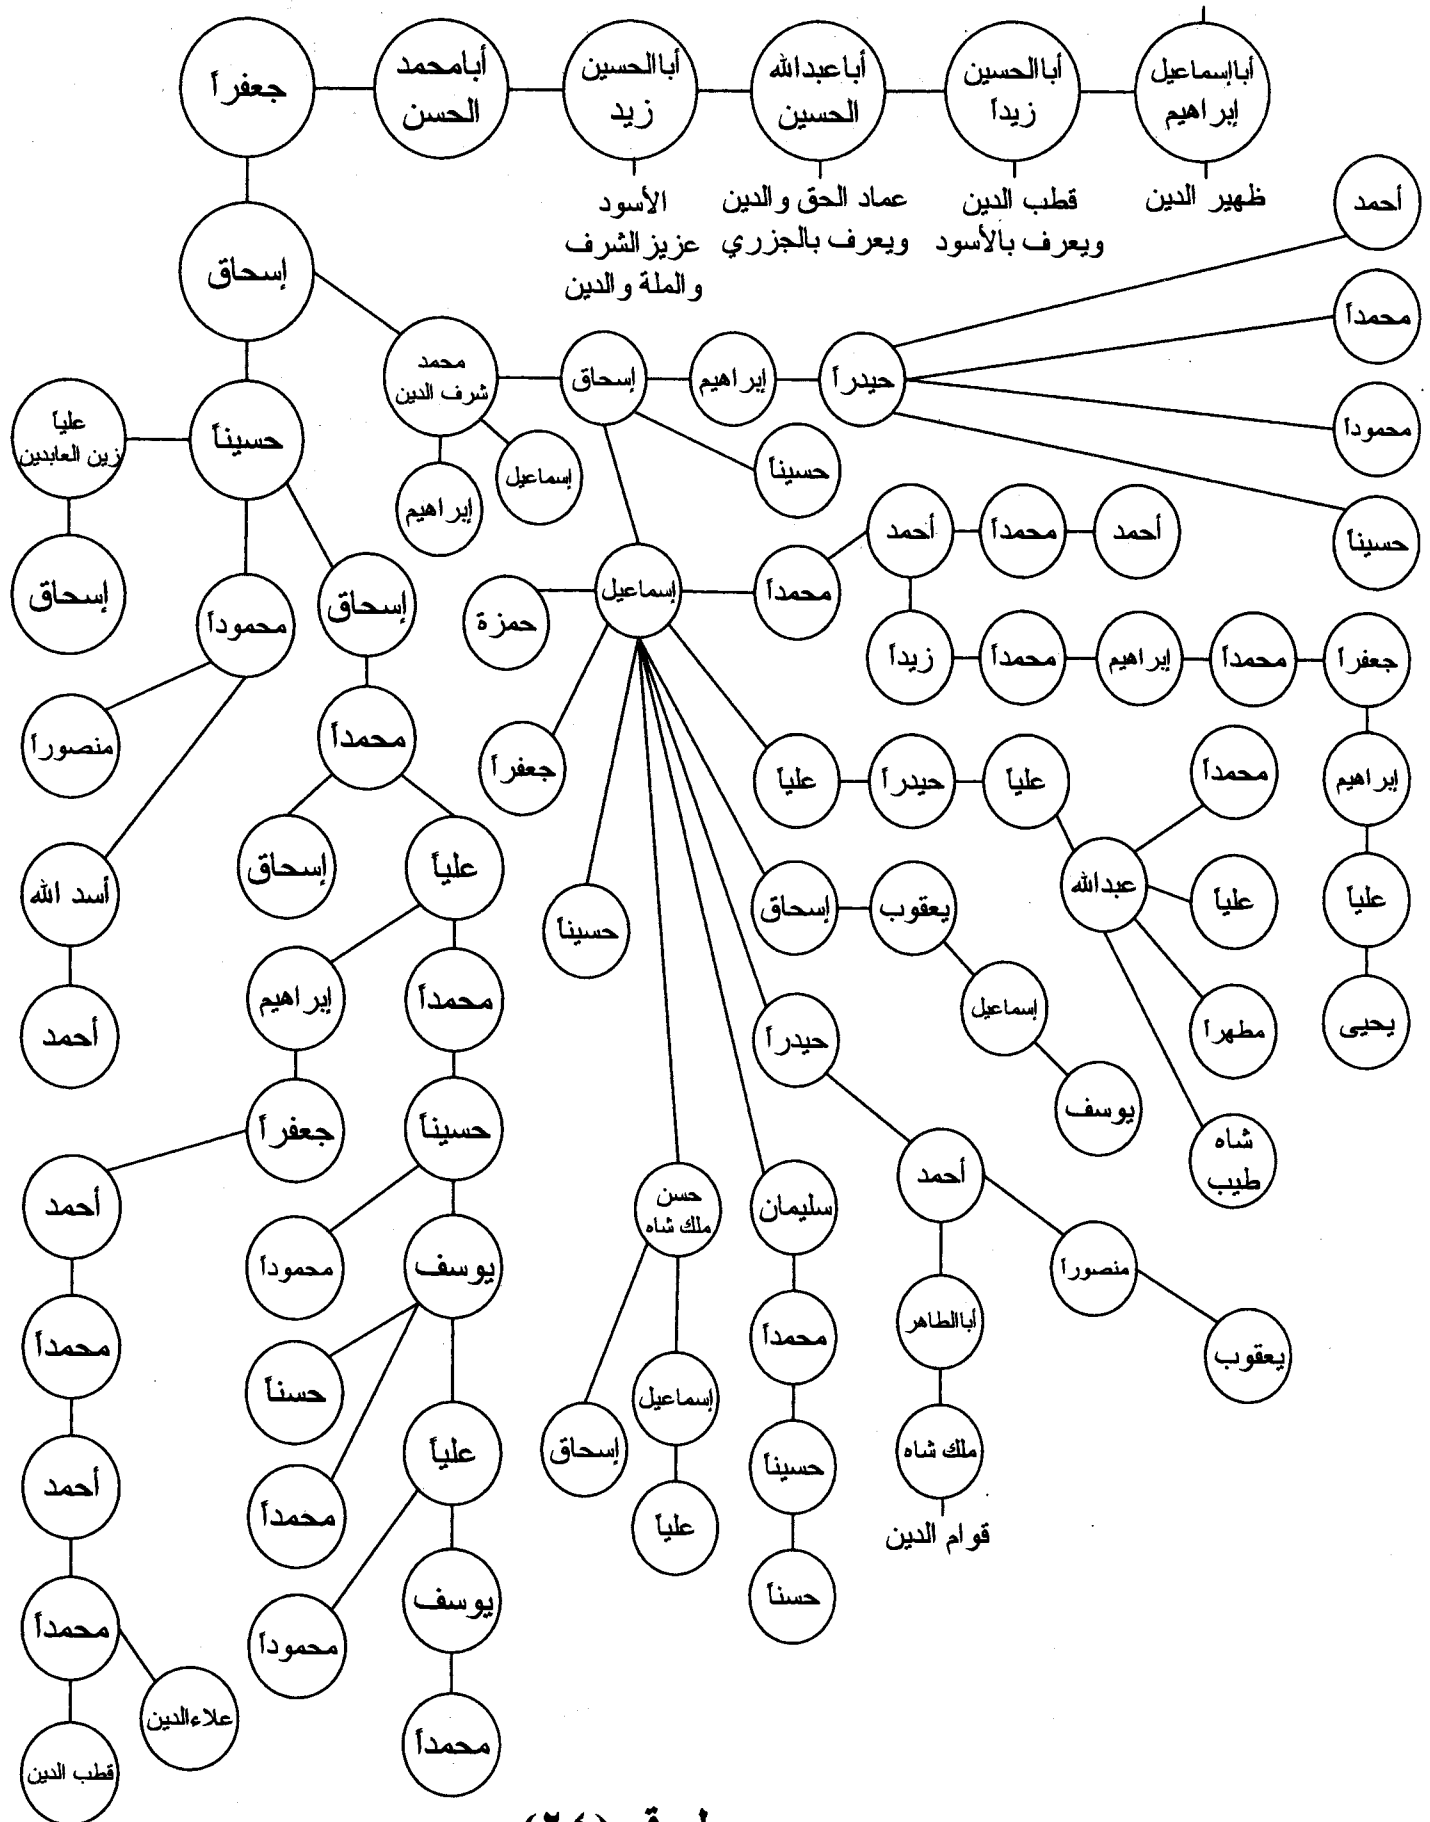 أباإسماعيل
إبراهيم
أباالحسين
زيداً
أباعبدالله
الحسين
أباالحسين
زيد
أبامحمد
الحسن
جعفراً
ظهير الدين
قطب الدين
ويعرف بالأسود
عماد الحق والدين
ويعرف بالجزري
الأسود
عزيز الشرف
والملة والدين
أحمد
محمداً
محموداً
حسيناً
إسحاق
محمد
شرف الدين
إسحاق
إبراهيم
حيدراً
حسيناً
إسماعيل
إبراهيم
حسيناً
علياً
زين العابدين
إسحاق
محموداً
إسحاق
منصوراً
أسد الله
أحمد
محمداً
إسحاق
علياً
إبراهيم
محمداً
جعفراً
حسيناً
أحمد
محموداً
يوسف
محمداً
حسناً
أحمد
محمداً
علياً
محمداً
محموداً
يوسف
علاءالدين
قطب الدين
محمداً
إسماعيل
حمزة
محمداً
أحمد
محمداً
أحمد
زيداً
محمداً
إبراهيم
محمداً
جعفراً
إبراهيم
علياً
يحيى
جعفراً
علياً
حيدراً
علياً
عبدالله
محمداً
علياً
مطهراً
شاه
طيب
حسيناً
إسحاق
يعقوب
إسماعيل
يوسف
حيدراً
أحمد
منصوراً
يعقوب
أباالطاهر
ملك شاه
قوام الدين
سليمان
محمداً
حسيناً
حسناً
حسن
ملك شاه
إسماعيل
إسحاق
علياً